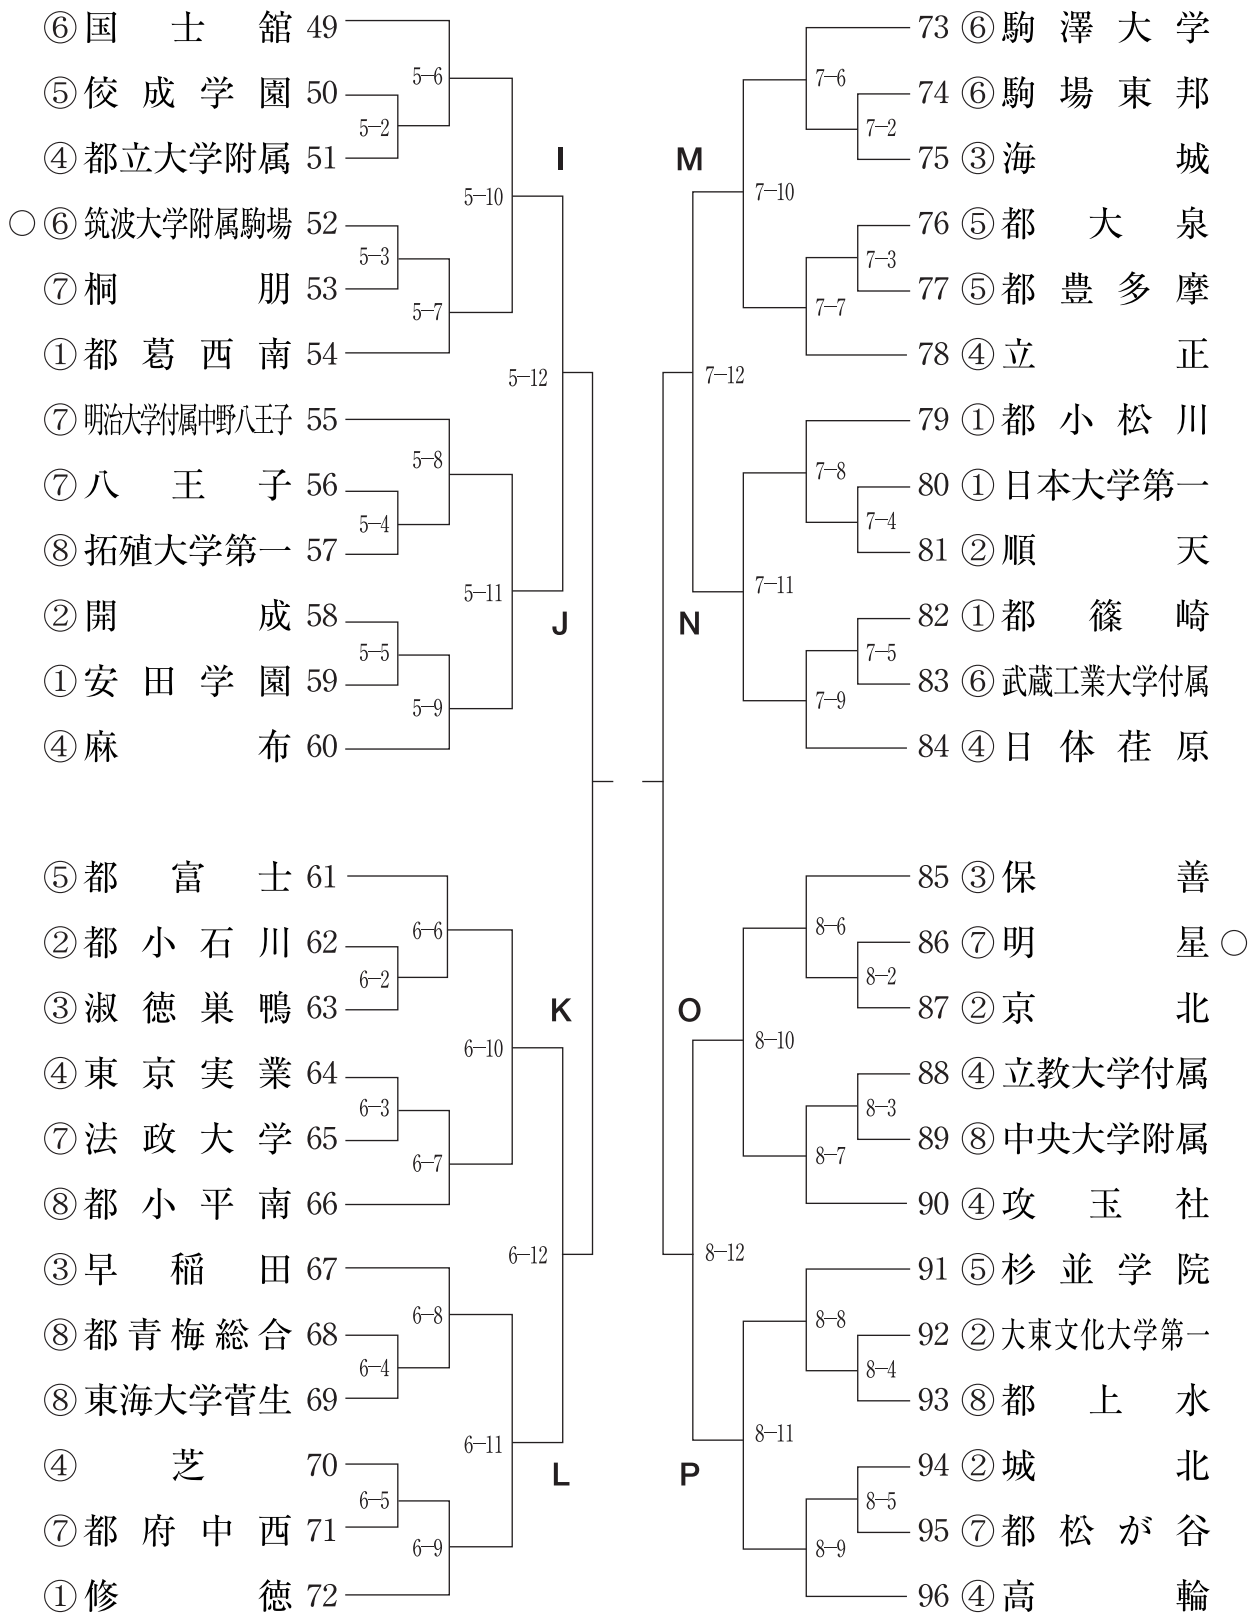 ⑥国士舘 49
5-6
⑤佼成学園 50
5-2
④都立大学附属 51
I
5-10
○⑥筑波大学附属駒場 52
5-3
⑦桐朋 53
5-7
①都葛西南 54
5-12
⑦明治大学付属中野八王子 55
5-8
⑦八王子 56
5-4
⑧拓殖大学第一 57
5-11
②開成 58
J
5-5
①安田学園 59
5-9
④麻布 60
⑤都富士 61
6-6
②都小石川 62
6-2
③淑徳巣鴨 63
K
6-10
④東京実業 64
6-3
⑦法政大学 65
6-7
⑧都小平南 66
6-12
③早稲田 67
6-8
⑧都青梅総合 68
6-4
⑧東海大学菅生 69
6-11
④芝 70
L
6-5
⑦都府中西 71
6-9
①修徳 72
73 ⑥駒澤大学
7-6
74 ⑥駒場東邦
7-2
75 ③海城
M
7-10
76 ⑤都大泉
7-3
77 ⑤都豊多摩
7-7
78 ④立正
7-12
79 ①都小松川
7-8
80 ①日本大学第一
7-4
81 ②順天
7-11
82 ①都篠崎
N
7-5
83 ⑥武蔵工業大学付属
7-9
84 ④日体荏原
85 ③保善
8-6
86 ⑦明星○
8-2
87 ②京北
O
8-10
88 ④立教大学付属
8-3
89 ⑧中央大学附属
8-7
90 ④攻玉社
8-12
91 ⑤杉並学院
8-8
92 ②大東文化大学第一
8-4
93 ⑧都上水
8-11
94 ②城北
P
8-5
95 ⑦都松が谷
8-9
96 ④高輪